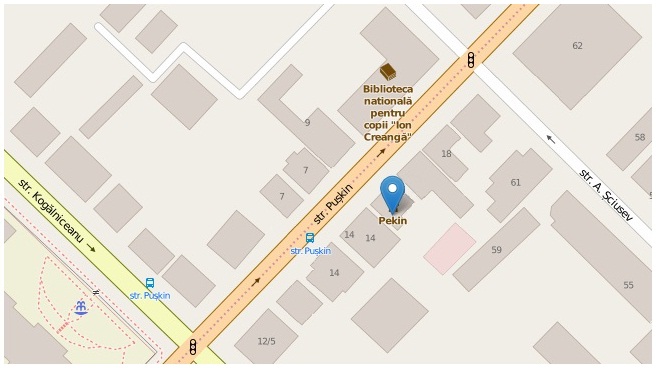 62
Biblioteca
națională
pentru
copii "Ion
Creangă"
9
58
18
7
7
61
str. A. Șciusev
str. Pușkin
str. Kogălniceanu
Pekin
14
14
str. Pușkin
59
14
55
str. Pușkin
12/5